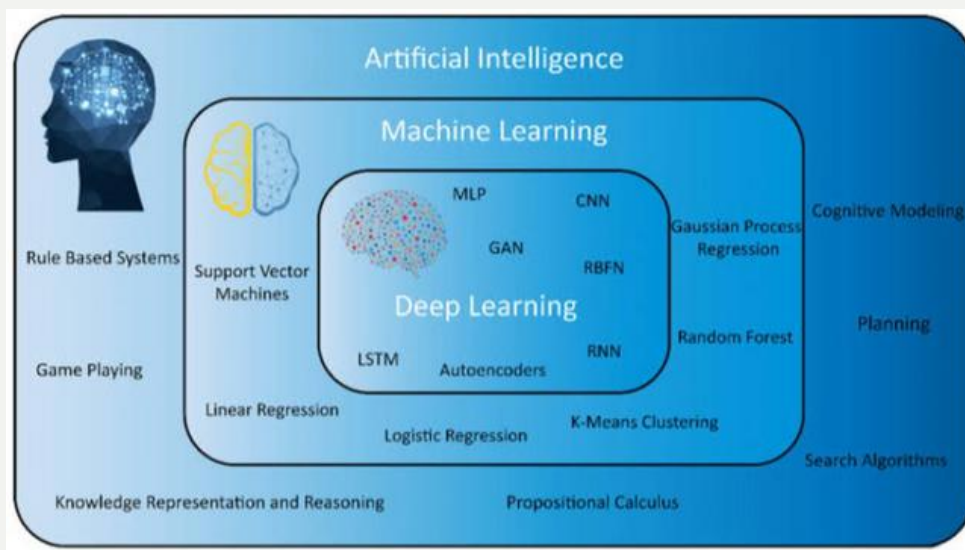 Artificial Intelligence
Machine Learning
MLP
CNN
Cognitive Modeling
Gaussian Process
Regression
GAN
Rule Based Systems
RBFN
Support Vector
Machines
Deep Learning
Planning
Random Forest
RNN
LSTM
Autoencoders
Game Playing
Linear Regression
K-Means Clustering
Logistic Regression
Search Algorithms
Knowledge Representation and Reasoning
Propositional Calculus